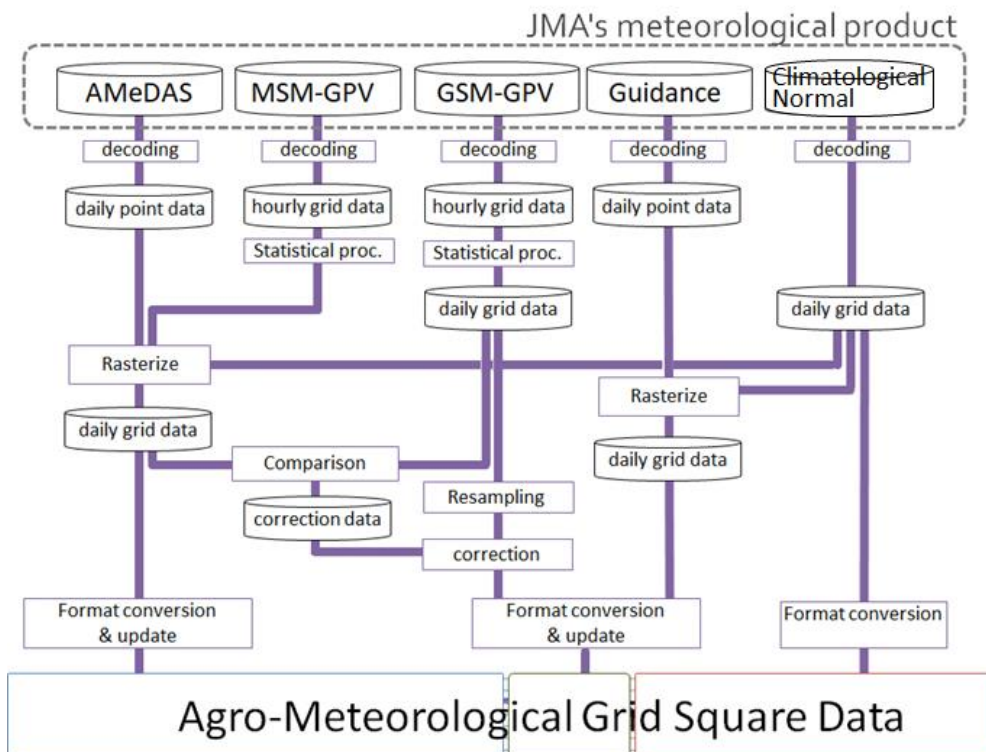 JMA's meteorological product
AMeDAS
MSM-GPV
GSM-GPV
Guidance
Climatological
Normal
decoding
decoding
decoding
decoding
decoding
daily point data
hourly grid data
hourly grid data
daily point data
Statistical proc.
Statistical proc.
daily grid data
daily grid data
Rasterize
Rasterize
daily grid data
Comparison
daily grid data
Resampling
correction data
correction
Format conversion
& update
Format conversion
& update
Format conversion
Agro-Meteorological Grid Square Data